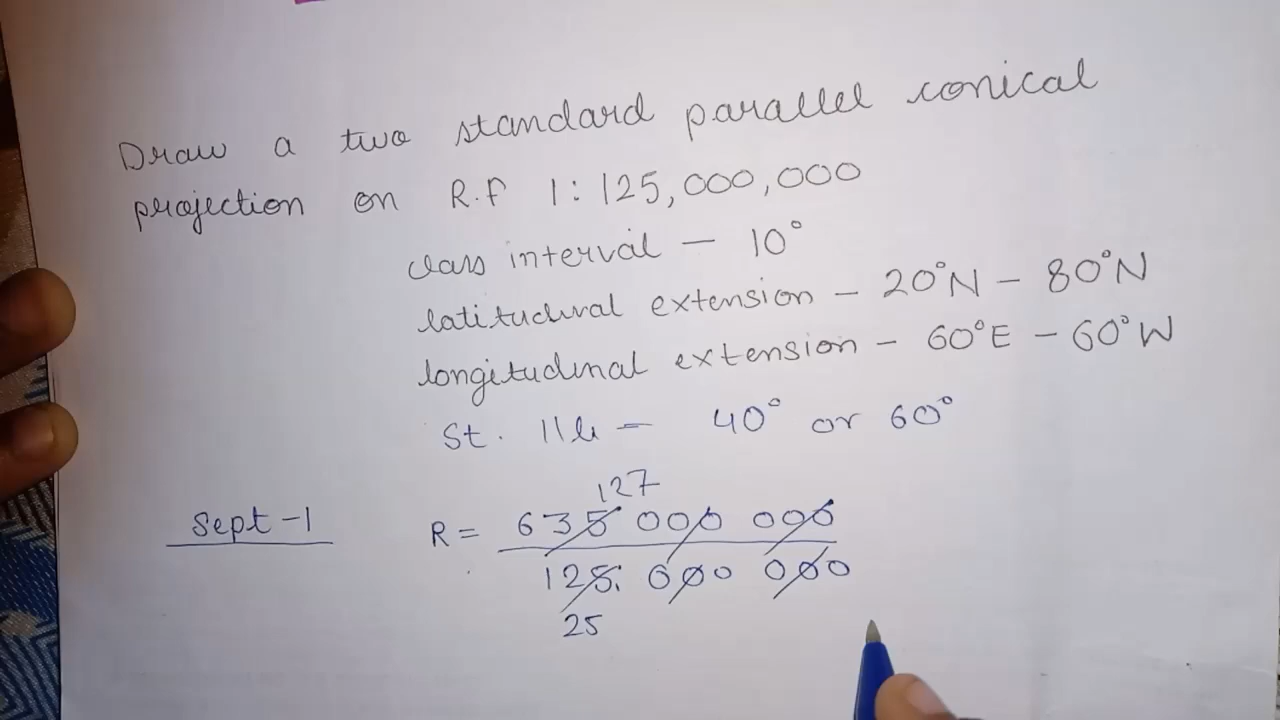 Draw a two standard parallel conical
projection on R.f 1:125,000,000
class interval - 10°
latitudinal extension - 20°N - 80°N
longitudinal extension - 60°E - 60°W
St. 11h - 40° or 60°
127
Sept-1 R = 635 000 000
125. 000 000
25